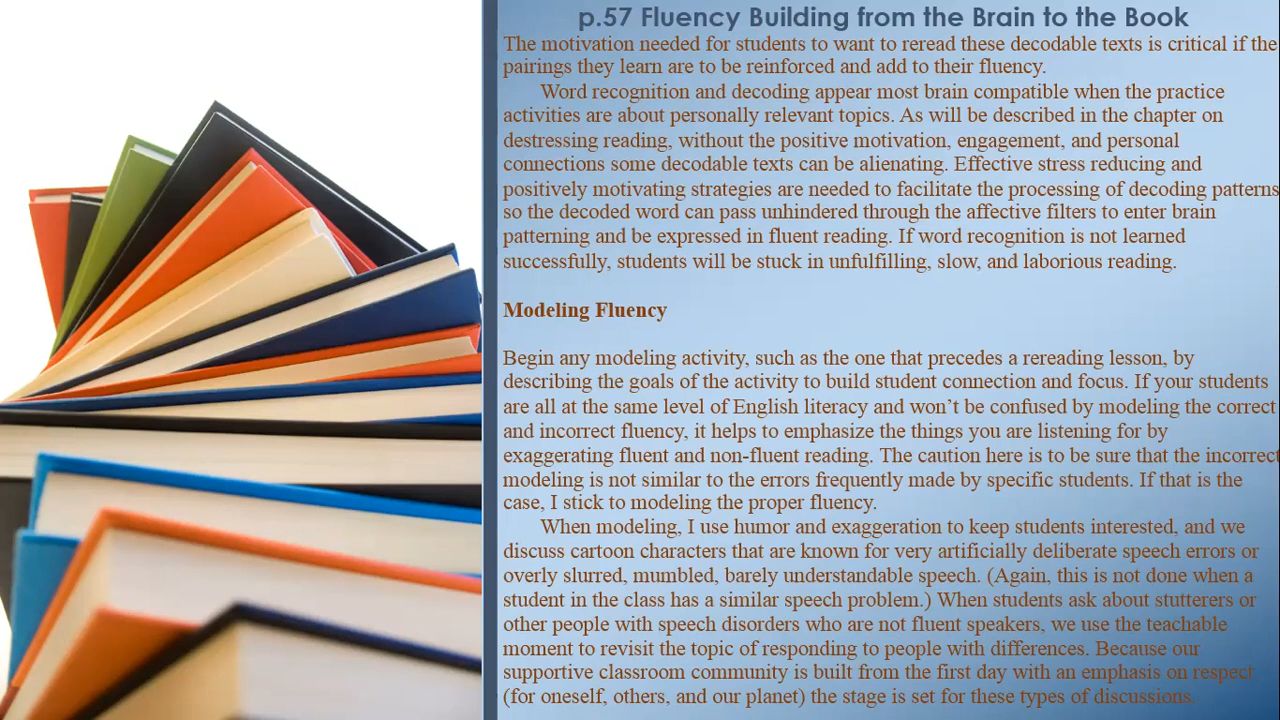 p.57 Fluency Building from the Brain to the Book
The motivation needed for students to want to reread these decodable texts is critical if the
pairings they learn are to be reinforced and add to their fluency.
Word recognition and decoding appear most brain compatible when the practice
activities are about personally relevant topics. As will be described in the chapter on
destressing reading, without the positive motivation, engagement, and personal
connections some decodable texts can be alienating. Effective stress reducing and
positively motivating strategies are needed to facilitate the processing of decoding patterns
so the decoded word can pass unhindered through the affective filters to enter brain
patterning and be expressed in fluent reading. If word recognition is not learned
successfully, students will be stuck in unfulfilling, slow, and laborious reading.
Modeling Fluency
Begin any modeling activity, such as the one that precedes a rereading lesson, by
describing the goals of the activity to build student connection and focus. If your students
are all at the same level of English literacy and won’t be confused by modeling the correct
and incorrect fluency, it helps to emphasize the things you are listening for by
exaggerating fluent and non-fluent reading. The caution here is to be sure that the incorrect
modeling is not similar to the errors frequently made by specific students. If that is the
case, I stick to modeling the proper fluency.
When modeling, I use humor and exaggeration to keep students interested, and we
discuss cartoon characters that are known for very artificially deliberate speech errors or
overly slurred, mumbled, barely understandable speech. (Again, this is not done when a
student in the class has a similar speech problem.) When students ask about stutterers or
other people with speech disorders who are not fluent speakers, we use the teachable
moment to revisit the topic of responding to people with differences. Because our
supportive classroom community is built from the first day with an emphasis on respect
(for oneself, others, and our planet) the stage is set for these types of discussions.